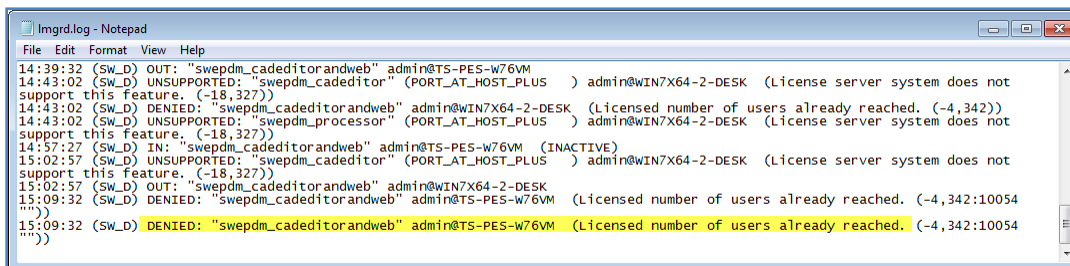 lmgrd.log - Notepad
File Edit Format View Help
14:39:32 (SW_D) OUT: "swepdm_cadeditorandweb" admin@TS-PES-W76VM
14:43:02 (SW_D) UNSUPPORTED: "swepdm_cadeditor" (PORT_AT_HOST_PLUS   ) admin@WIN7X64-2-DESK  (License server system does not
support this feature. (-18,327))
14:43:02 (SW_D) DENIED: "swepdm_cadeditorandweb" admin@WIN7X64-2-DESK  (Licensed number of users already reached. (-4,342))
14:43:02 (SW_D) UNSUPPORTED: "swepdm_processor" (PORT_AT_HOST_PLUS   ) admin@WIN7X64-2-DESK  (License server system does not
support this feature. (-18,327))
14:57:27 (SW_D) IN: "swepdm_cadeditorandweb" admin@TS-PES-W76VM  (INACTIVE)
15:02:57 (SW_D) UNSUPPORTED: "swepdm_cadeditor" (PORT_AT_HOST_PLUS   ) admin@WIN7X64-2-DESK  (License server system does not
support this feature. (-18,327))
15:02:57 (SW_D) OUT: "swepdm_cadeditorandweb" admin@WIN7X64-2-DESK
15:09:32 (SW_D) DENIED: "swepdm_cadeditorandweb" admin@TS-PES-W76VM  (Licensed number of users already reached. (-4,342:10054
""))
15:09:32 (SW_D) DENIED: "swepdm_cadeditorandweb" admin@TS-PES-W76VM  (Licensed number of users already reached. (-4,342:10054
""))